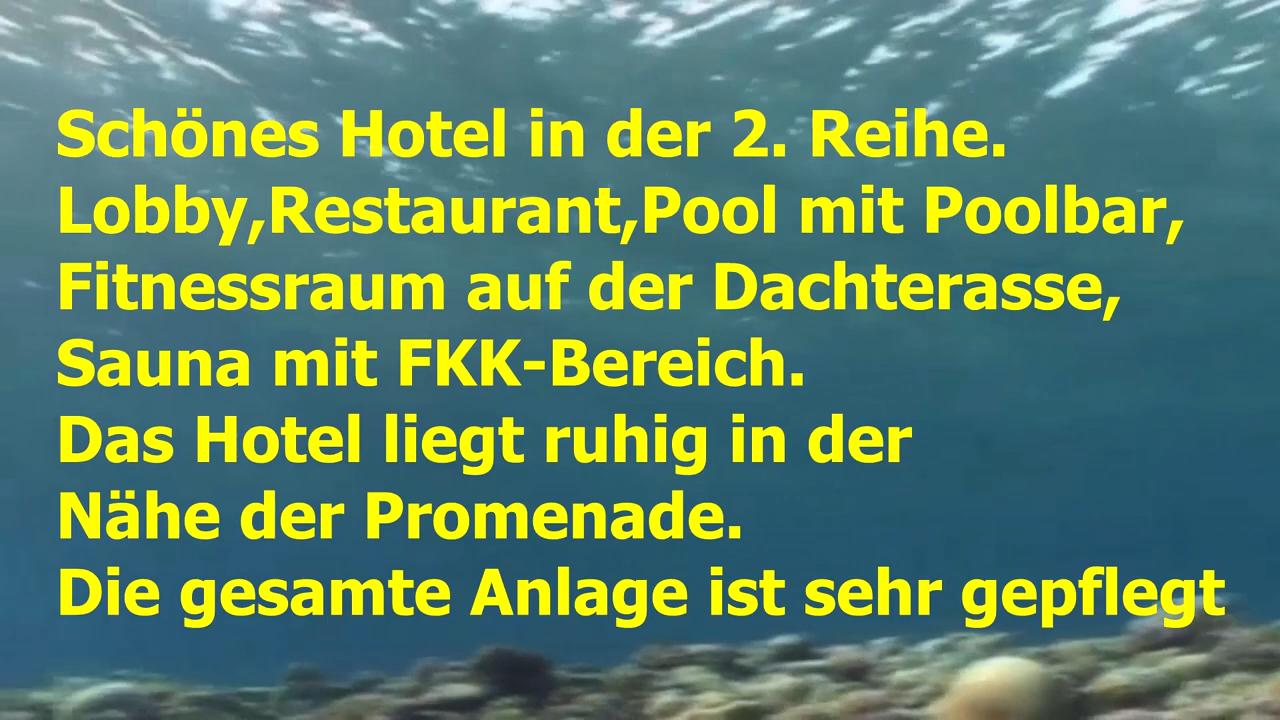 Schönes Hotel in der 2. Reihe.
Lobby,Restaurant,Pool mit Poolbar,
Fitnessraum auf der Dachterasse,
Sauna mit FKK-Bereich.
Das Hotel liegt ruhig in der
Nähe der Promenade.
Die gesamte Anlage ist sehr gepflegt